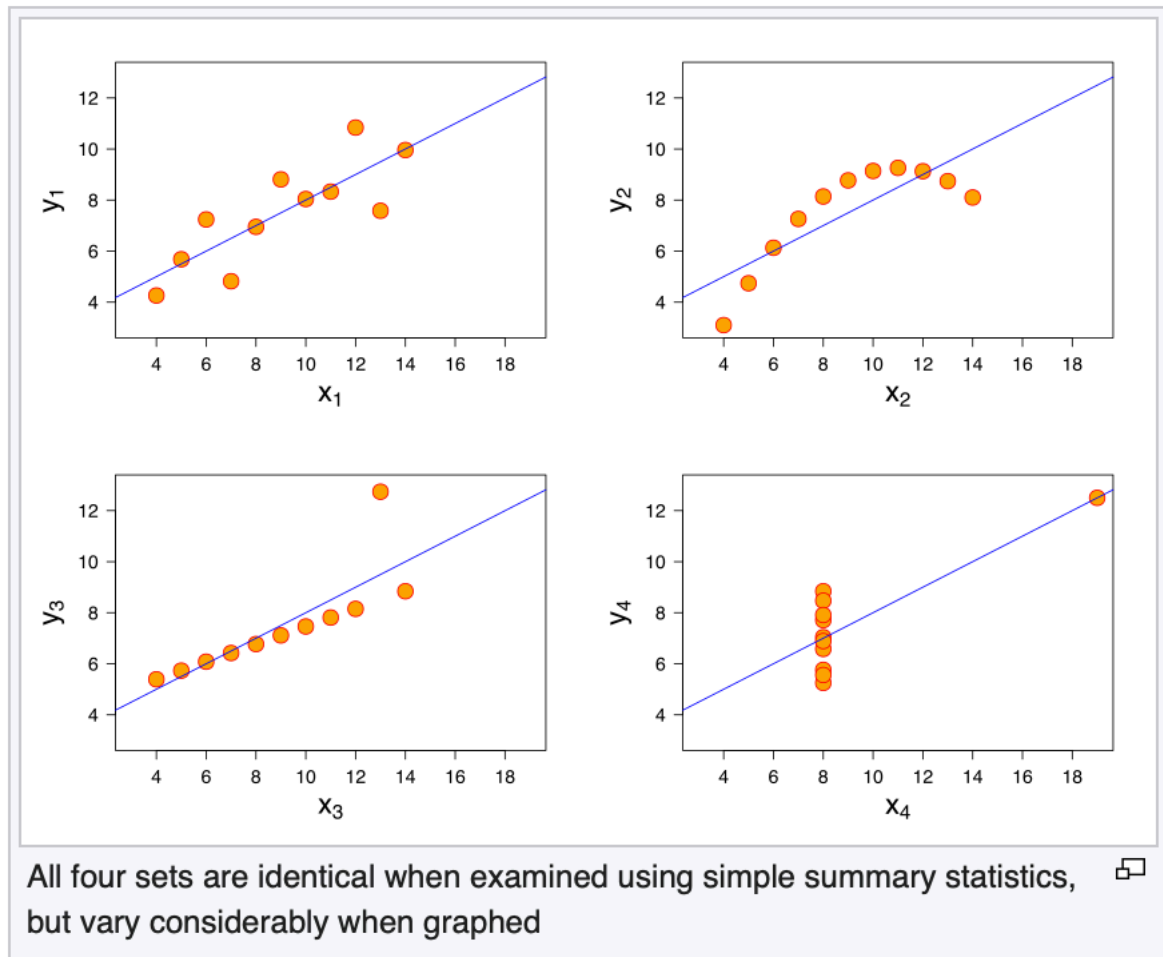 12
10
8
6
4
y₁
4 6 8 10 12 14 16 18
x₁
12
10
8
6
4
y₂
4 6 8 10 12 14 16 18
x₂
12
10
8
6
4
y₃
4 6 8 10 12 14 16 18
x₃
12
10
8
6
4
y₄
4 6 8 10 12 14 16 18
x₄
All four sets are identical when examined using simple summary statistics,
but vary considerably when graphed